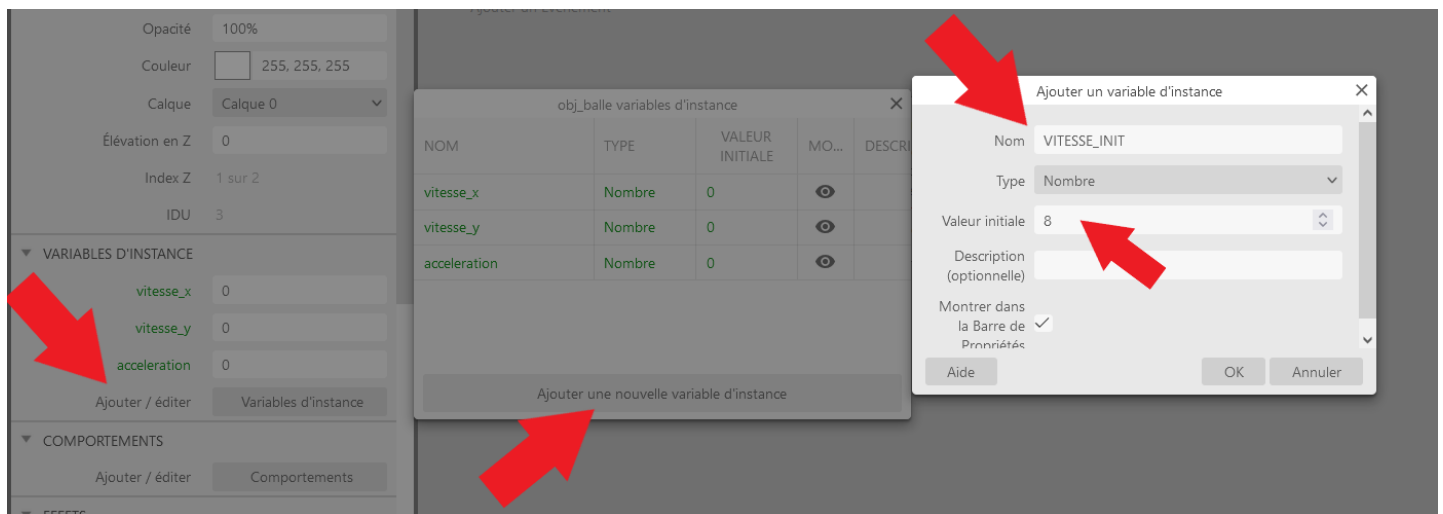 Ajouter un événement
Opacité 100%
Couleur 255, 255, 255
Calque Calque 0
Élévation en Z 0
Index Z 1 sur 2
IDU 3
VARIABLES D'INSTANCE
vitesse_x 0
vitesse_y 0
acceleration 0
Ajouter / éditer Variables d'instance
COMPORTEMENTS
Ajouter / éditer Comportements
EFFETS
obj_balle variables d'instance
NOM TYPE VALEUR INITIALE MO... DESCRI
vitesse_x Nombre 0
vitesse_y Nombre 0
acceleration Nombre 0
Ajouter une nouvelle variable d'instance
Ajouter un variable d'instance
Nom VITESSE_INIT
Type Nombre
Valeur initiale 8
Description
(optionnelle)
Montrer dans
la Barre de
Propriétés
Aide OK Annuler